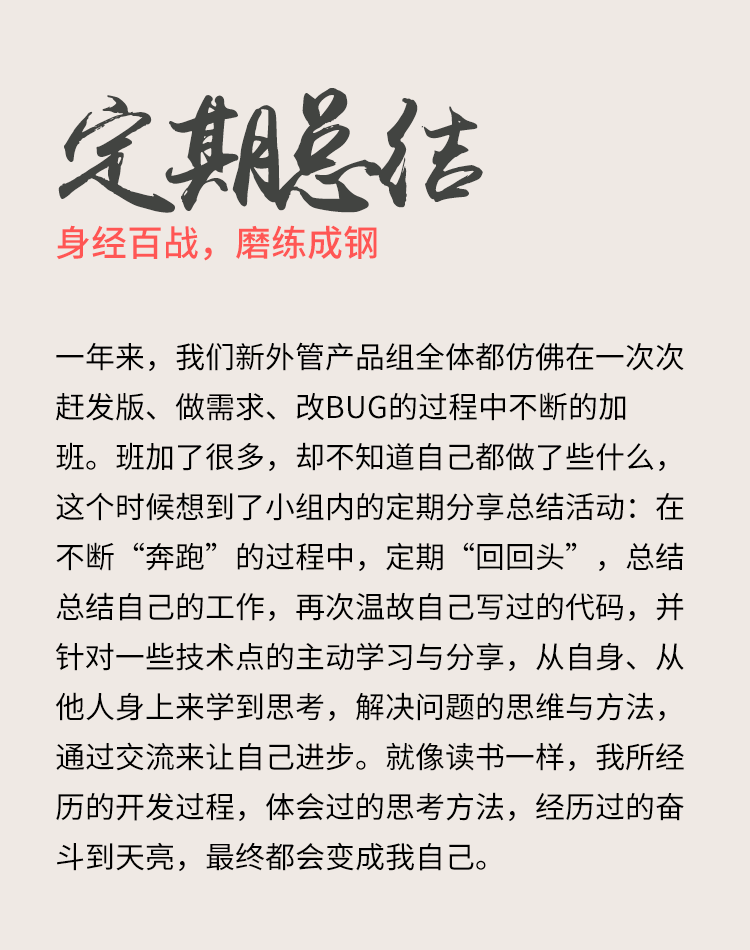 定期总结
身经百战，磨练成钢
一年来，我们新外管产品组全体都仿佛在一次次
赶发版、做需求、改BUG的过程中不断的加
班。班加了很多，却不知道自己都做了些什么，
这个时候想到了小组内的定期分享总结活动：在
不断“奔跑”的过程中，定期“回回头”，总结
总结自己的工作，再次温故自己写过的代码，并
针对一些技术点的主动学习与分享，从自身、从
他人身上来学到思考，解决问题的思维与方法，
通过交流来让自己进步。就像读书一样，我所经
历的开发过程，体会过的思考方法，经历过的奋
斗到天亮，最终都会变成我自己。